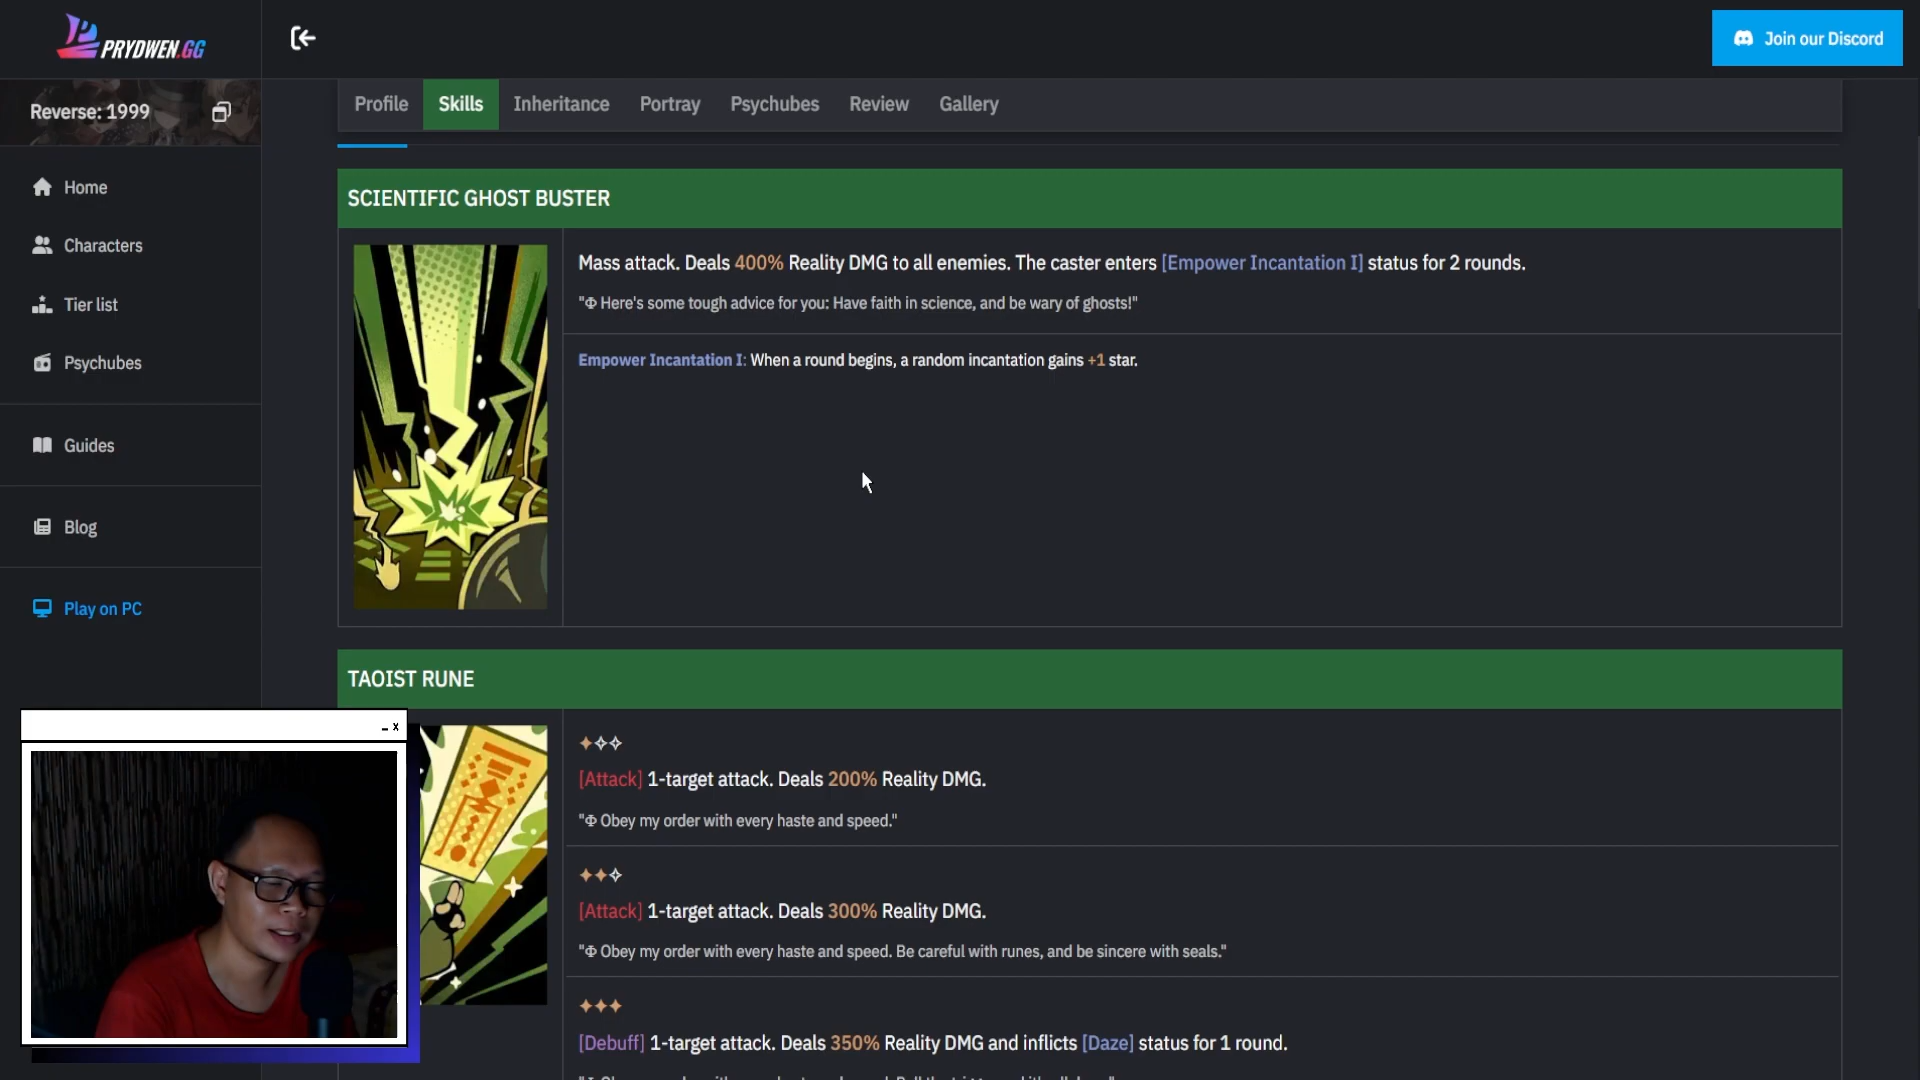 PRYDWEN.GG
Join our Discord
Reverse: 1999
Profile Skills Inheritance Portray Psychubes Review Gallery
Home
Characters
Tier list
Psychubes
Guides
Blog
Play on PC
SCIENTIFIC GHOST BUSTER
Mass attack. Deals 400% Reality DMG to all enemies. The caster enters [Empower Incantation I] status for 2 rounds.
"Φ Here's some tough advice for you: Have faith in science, and be wary of ghosts!"
Empower Incantation I: When a round begins, a random incantation gains +1 star.
TAOIST RUNE
[Attack] 1-target attack. Deals 200% Reality DMG.
"Φ Obey my order with every haste and speed."
[Attack] 1-target attack. Deals 300% Reality DMG.
"Φ Obey my order with every haste and speed. Be careful with runes, and be sincere with seals."
[Debuff] 1-target attack. Deals 350% Reality DMG and inflicts [Daze] status for 1 round.